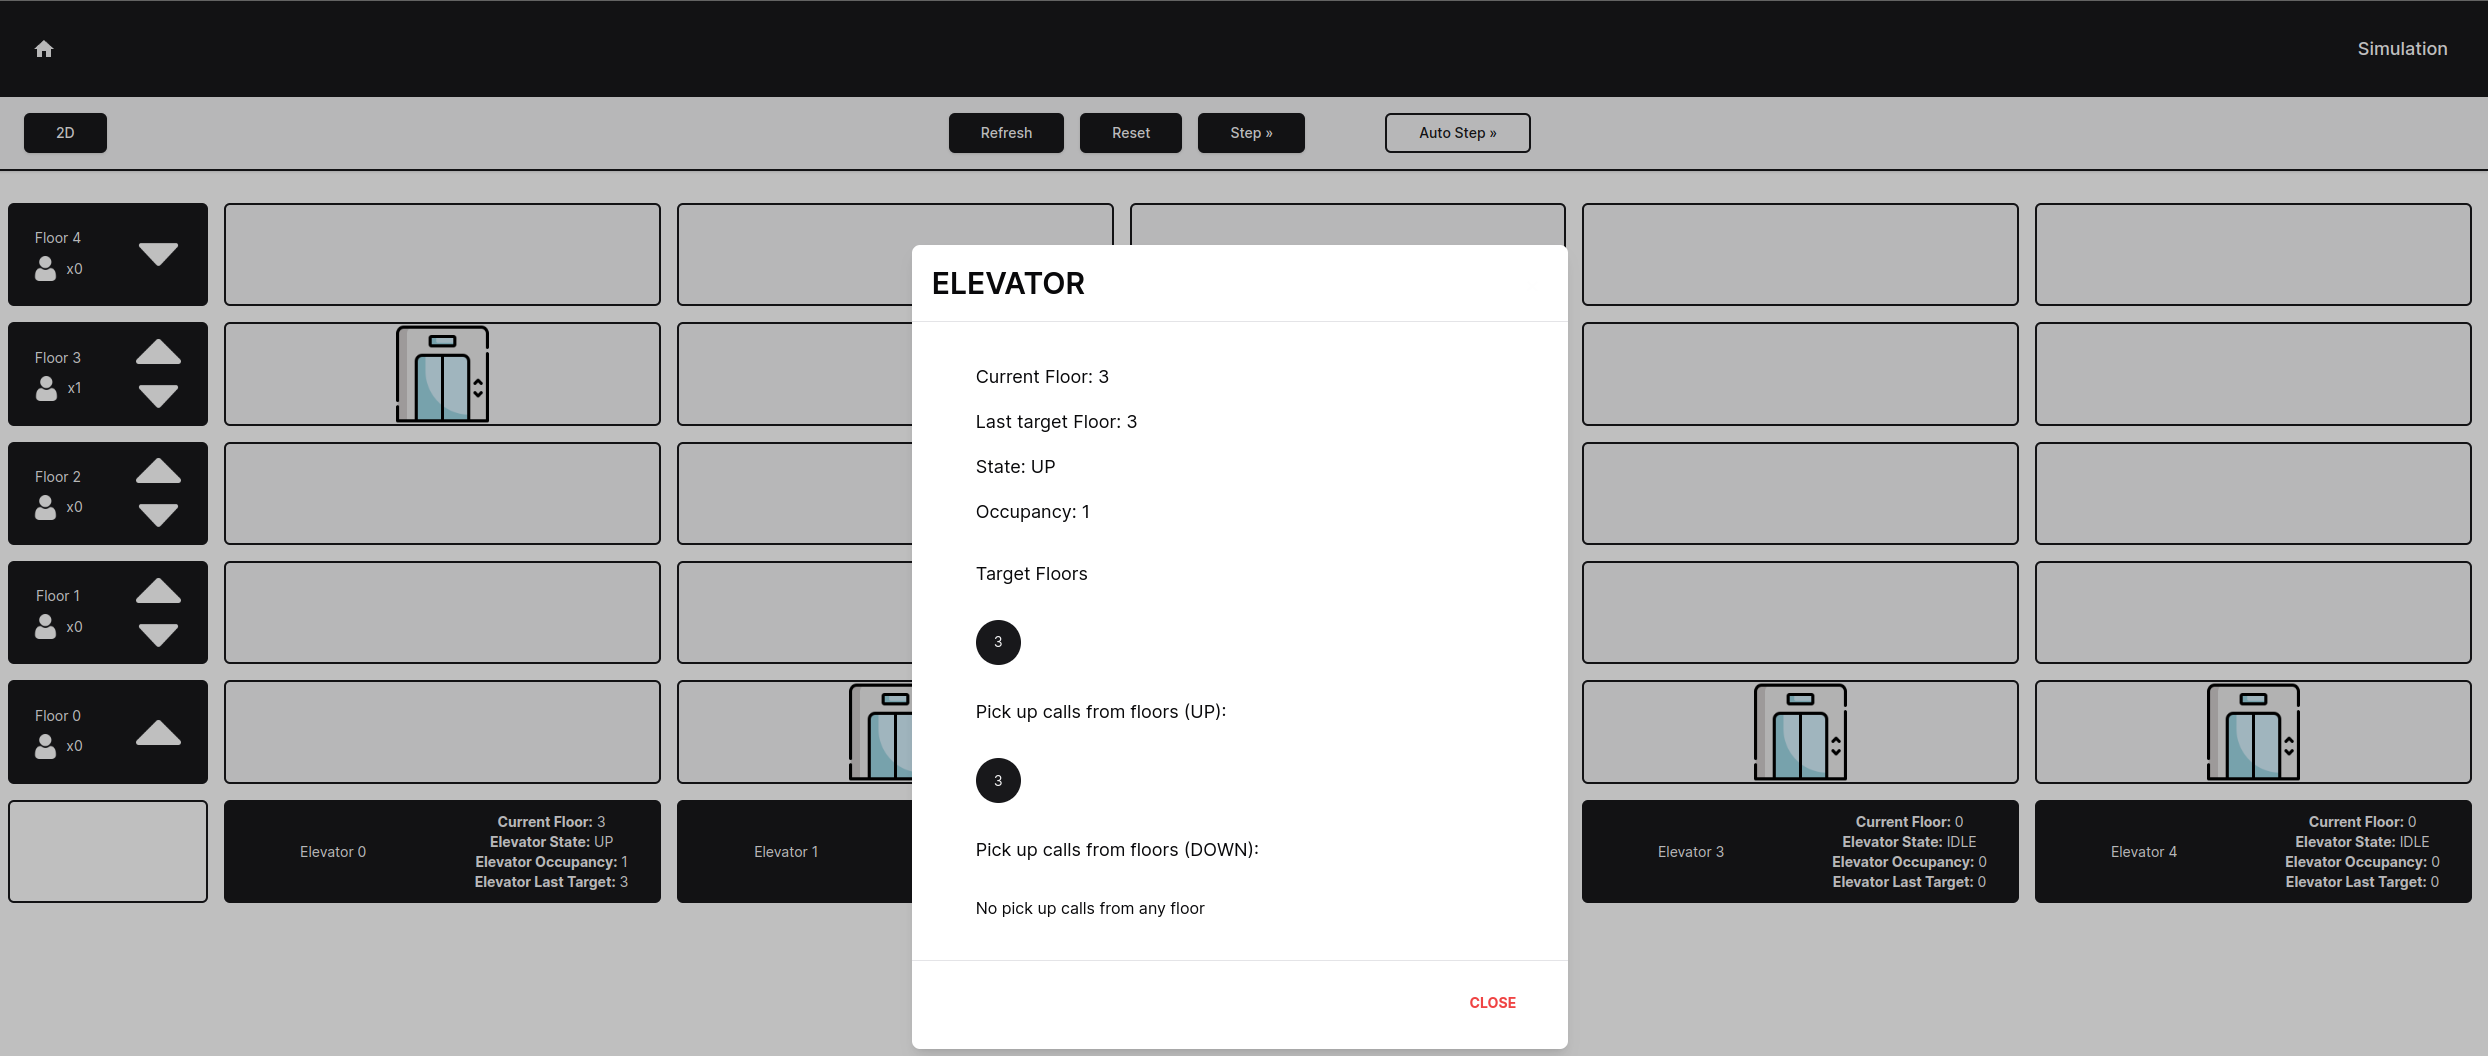 Simulation
2D
Refresh
Reset
Step »
Auto Step »
Floor 4
x0
Floor 3
x1
Floor 2
x0
Floor 1
x0
Floor 0
x0
ELEVATOR
Current Floor: 3
Last target Floor: 3
State: UP
Occupancy: 1
Target Floors
3
Pick up calls from floors (UP):
3
Pick up calls from floors (DOWN):
No pick up calls from any floor
CLOSE
Elevator 0
Current Floor: 3
Elevator State: UP
Elevator Occupancy: 1
Elevator Last Target: 3
Elevator 1
Elevator 3
Current Floor: 0
Elevator State: IDLE
Elevator Occupancy: 0
Elevator Last Target: 0
Elevator 4
Current Floor: 0
Elevator State: IDLE
Elevator Occupancy: 0
Elevator Last Target: 0